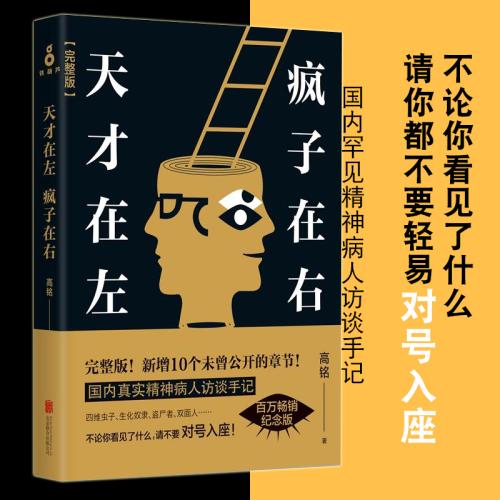 铁葫芦
天才在左 疯子在右
高铭
【完整版】
天才在左
疯子在右
完整版！新增10个未曾公开的章节！
国内真实精神病人访谈手记
四维虫子、生化奴隶、盗尸者、双面人……
不论你看见了什么，请不要 对号入座！
百万畅销
纪念版
高铭
著
国内罕见精神病人访谈手记
不论你看见了什么
请你都不要轻易对号入座